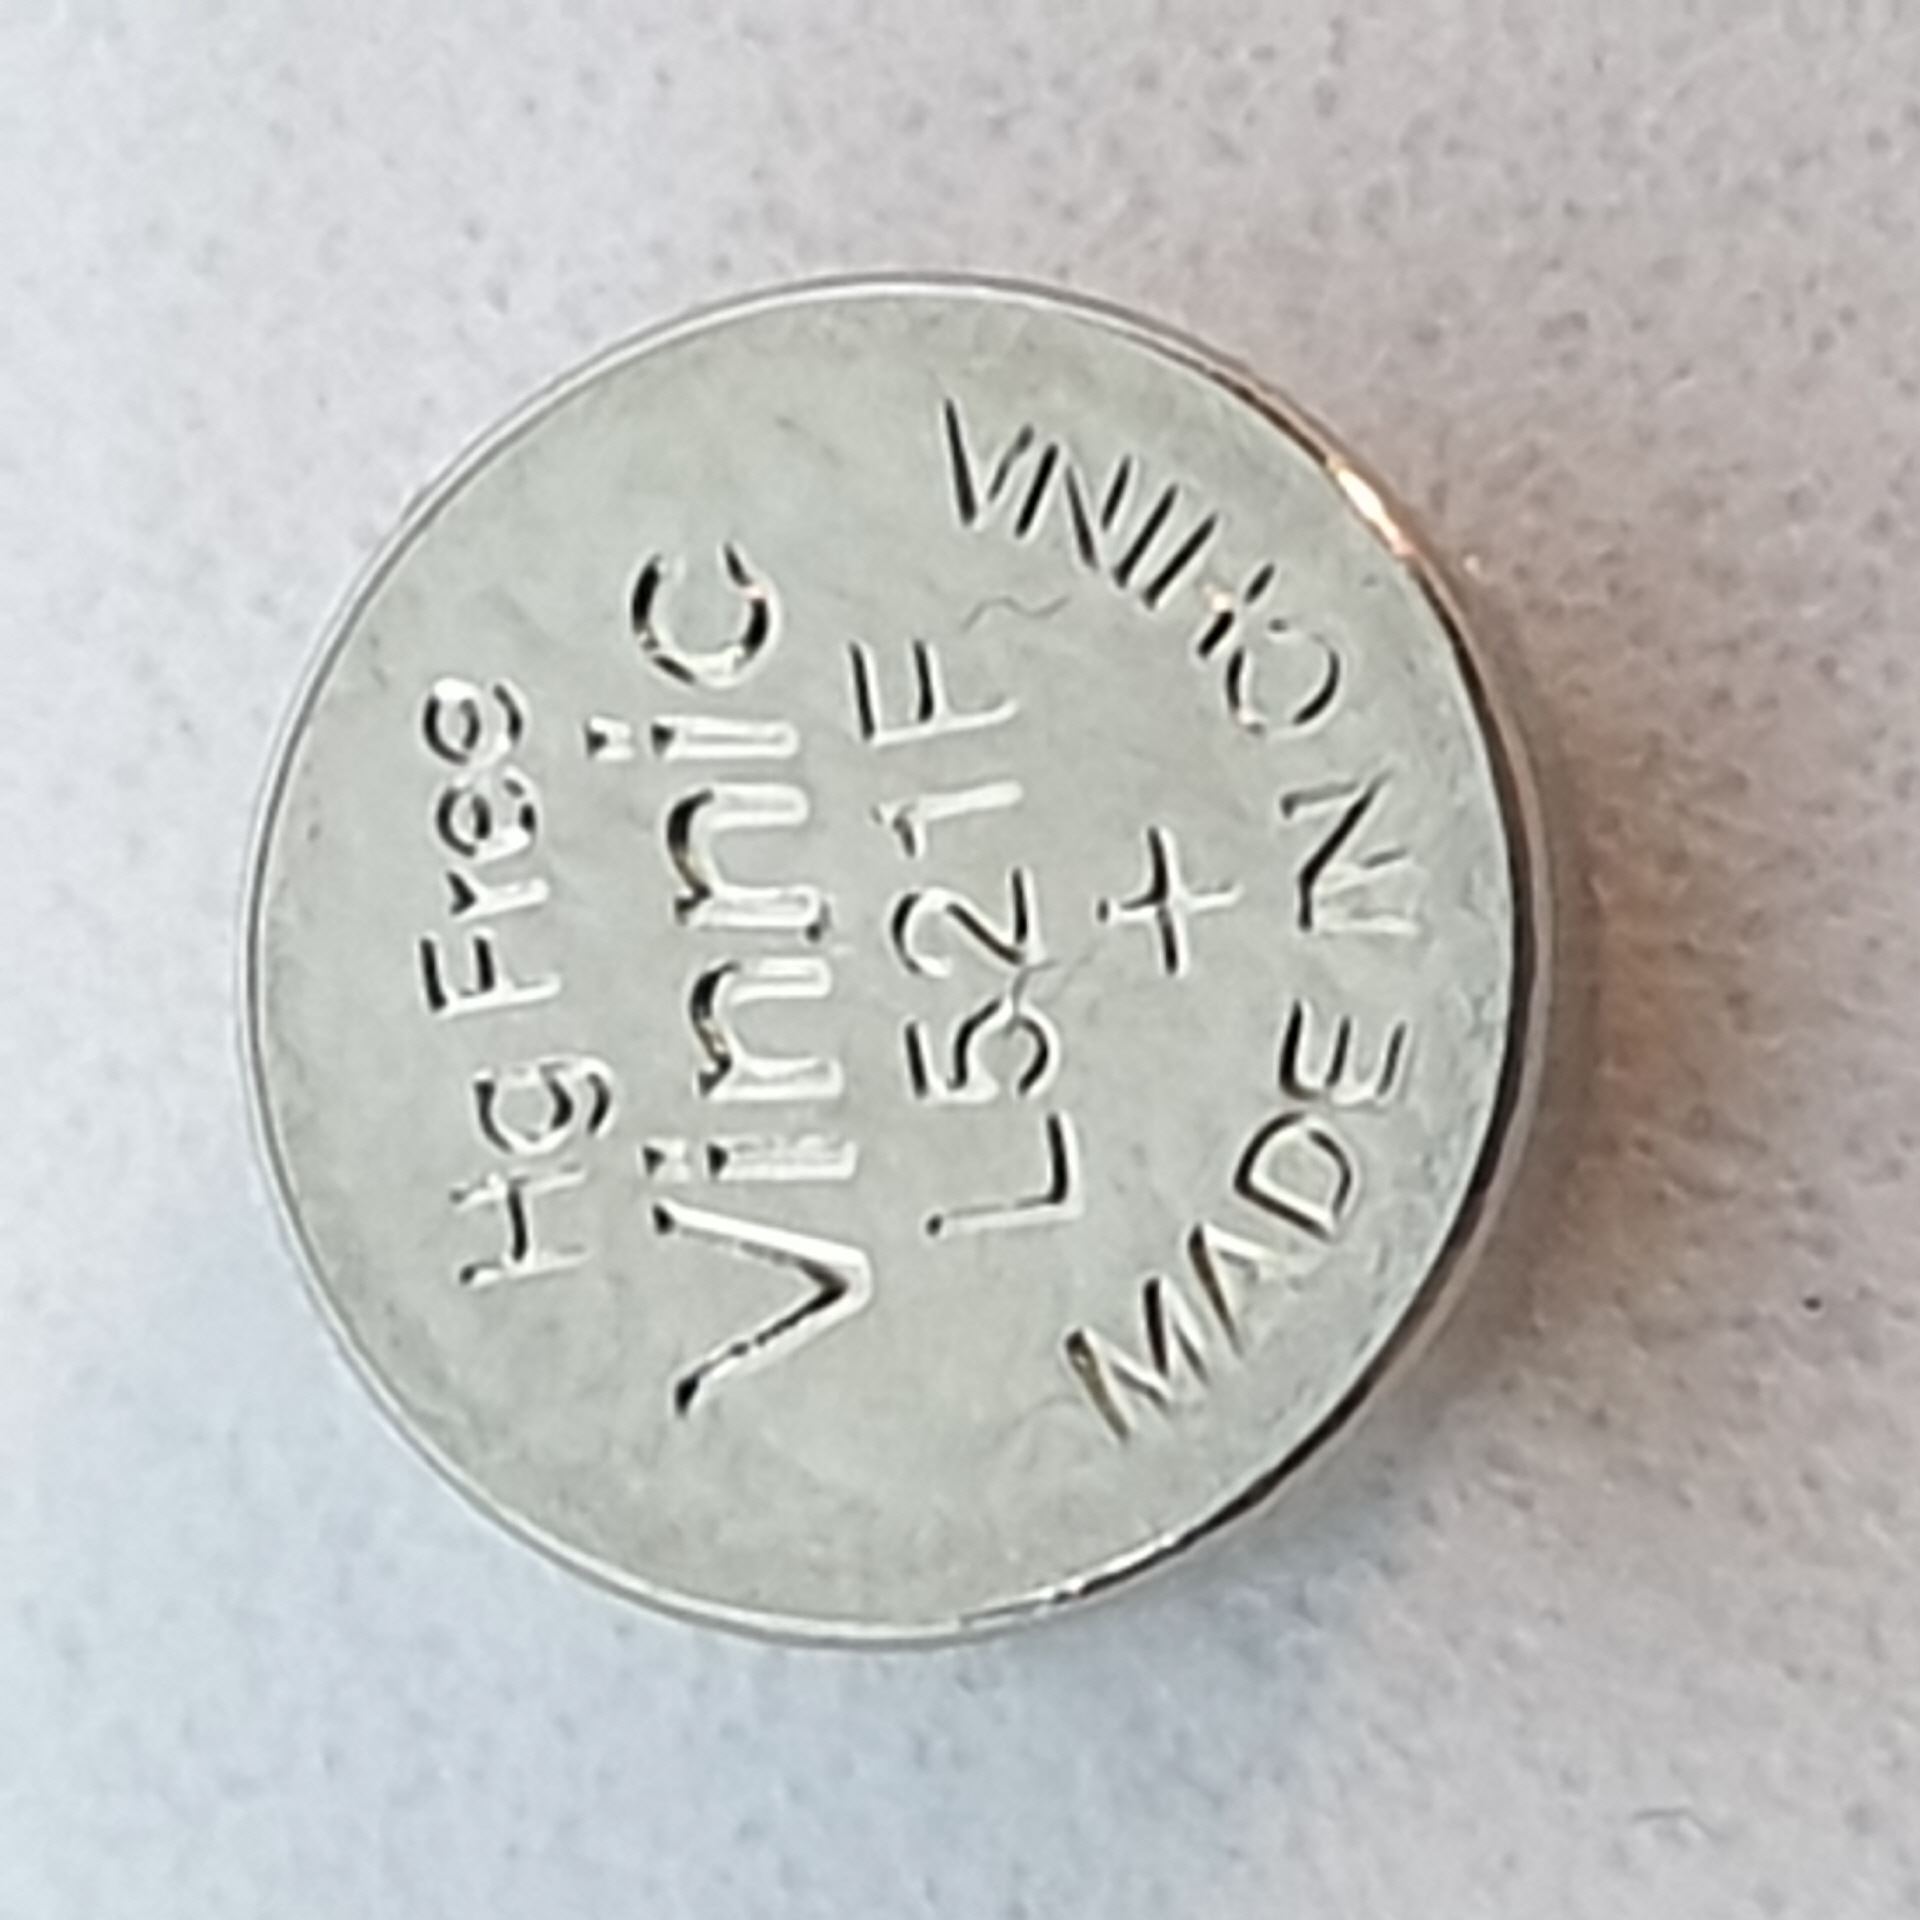 Hg Free
Vinnic
L521F
+
MADE IN CHINA